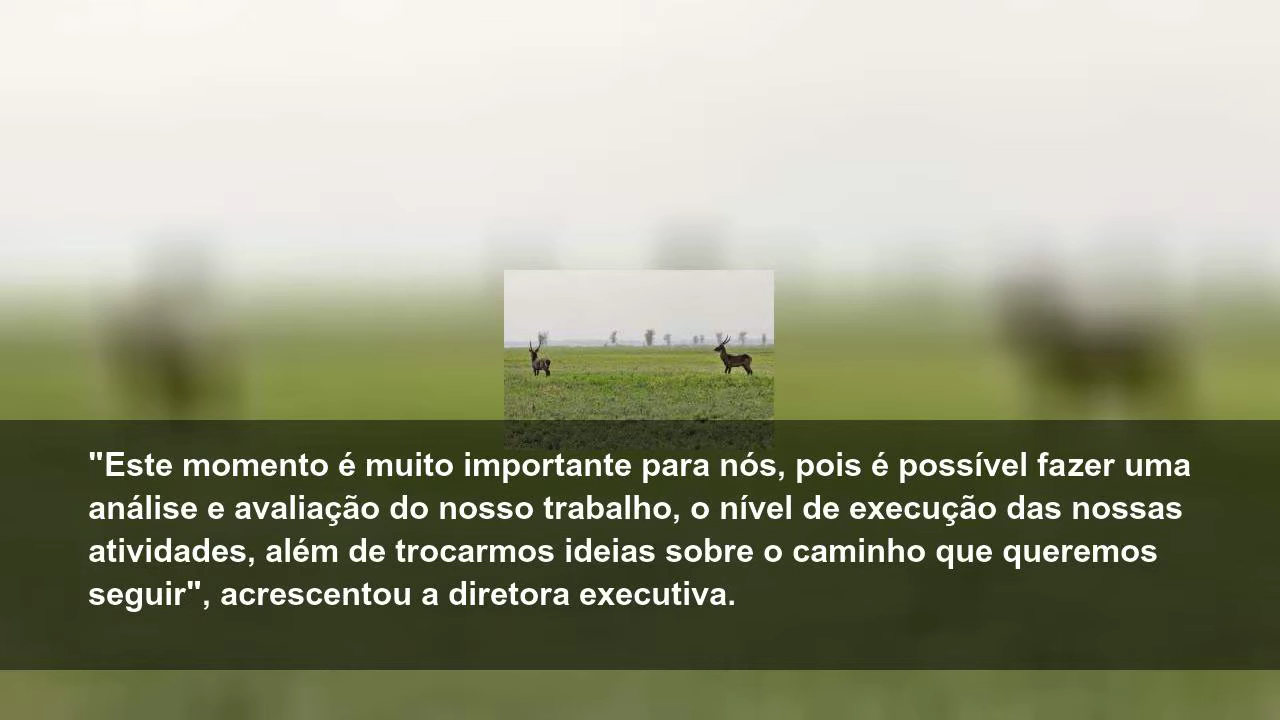 "Este momento é muito importante para nós, pois é possível fazer uma
análise e avaliação do nosso trabalho, o nível de execução das nossas
atividades, além de trocarmos ideias sobre o caminho que queremos
seguir", acrescentou a diretora executiva.